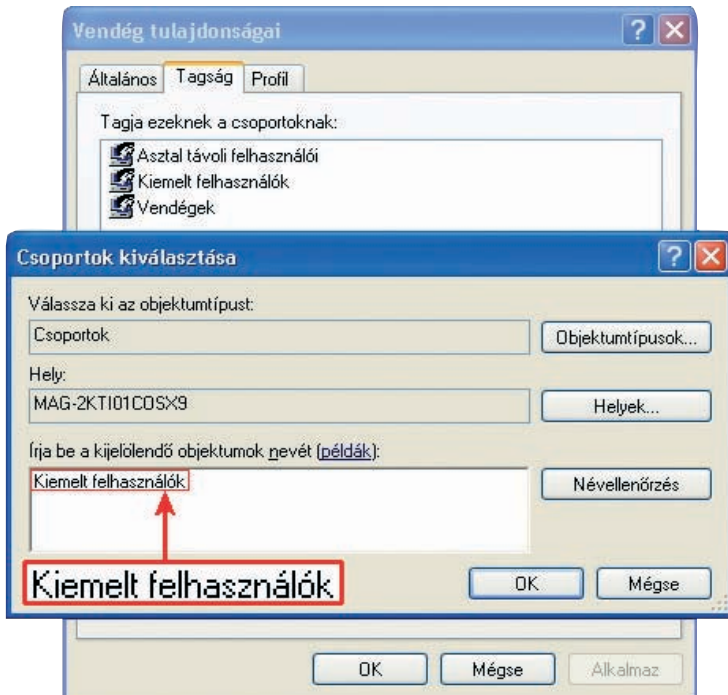 Vendég tulajdonságai
Általános Tagság Profil
Tagja ezeknek a csoportoknak:
Asztal távoli felhasználói
Kiemelt felhasználók
Vendégek
Csoportok kiválasztása
Válassza ki az objektumtípust:
Csoportok Objektumtípusok...
Hely:
MAG-2KTI01COSX9 Helyek...
Írja be a kijelölendő objektumok nevét (példák):
Kiemelt felhasználók Névellenőrzés
Kiemelt felhasználók
OK Mégse
OK Mégse Alkalmaz